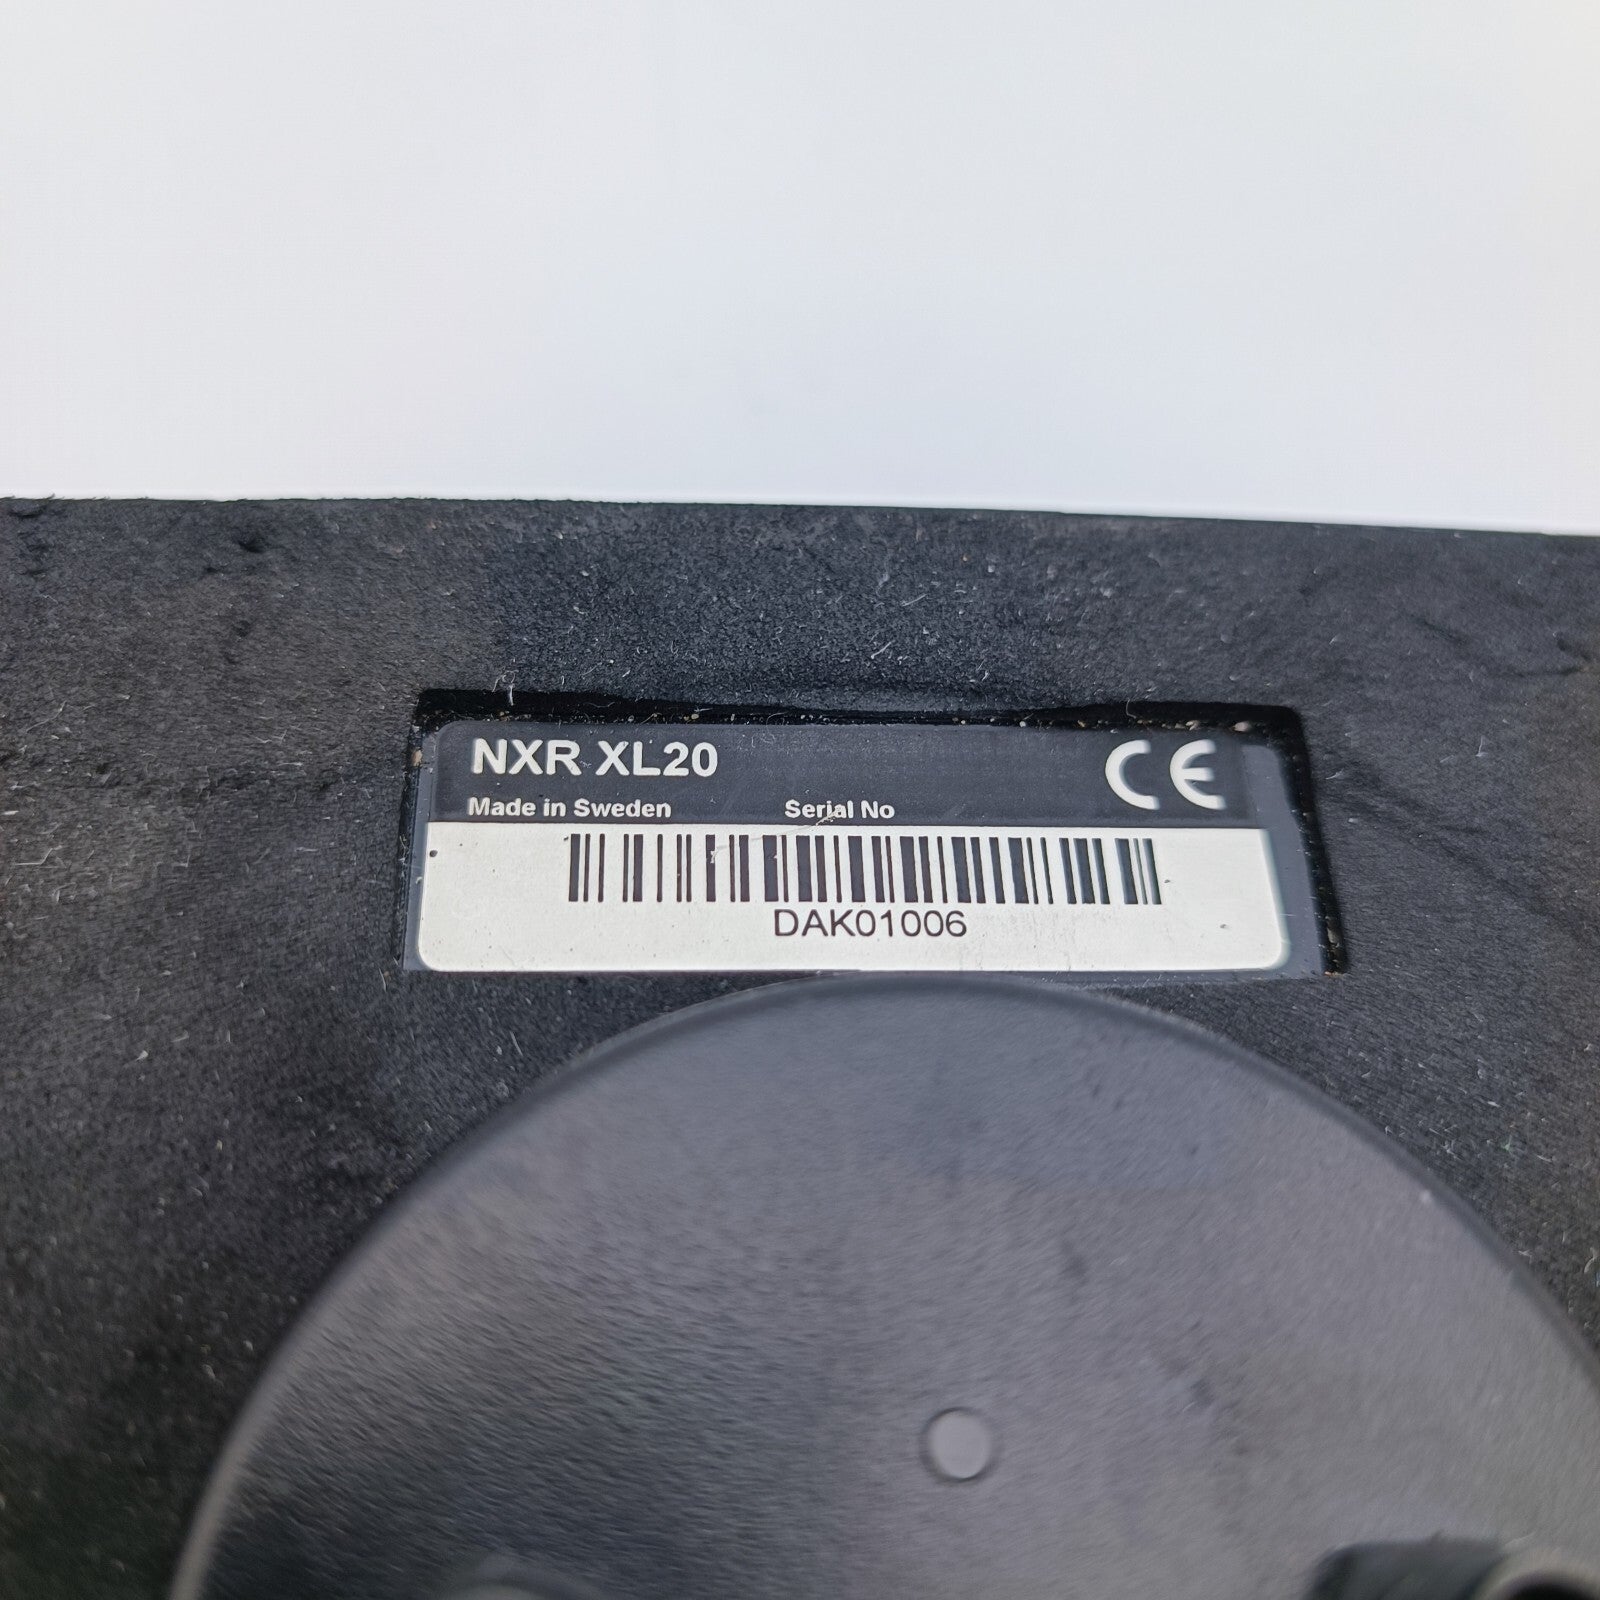 NXR XL20
CE
Made in Sweden Serial No
DAK01006